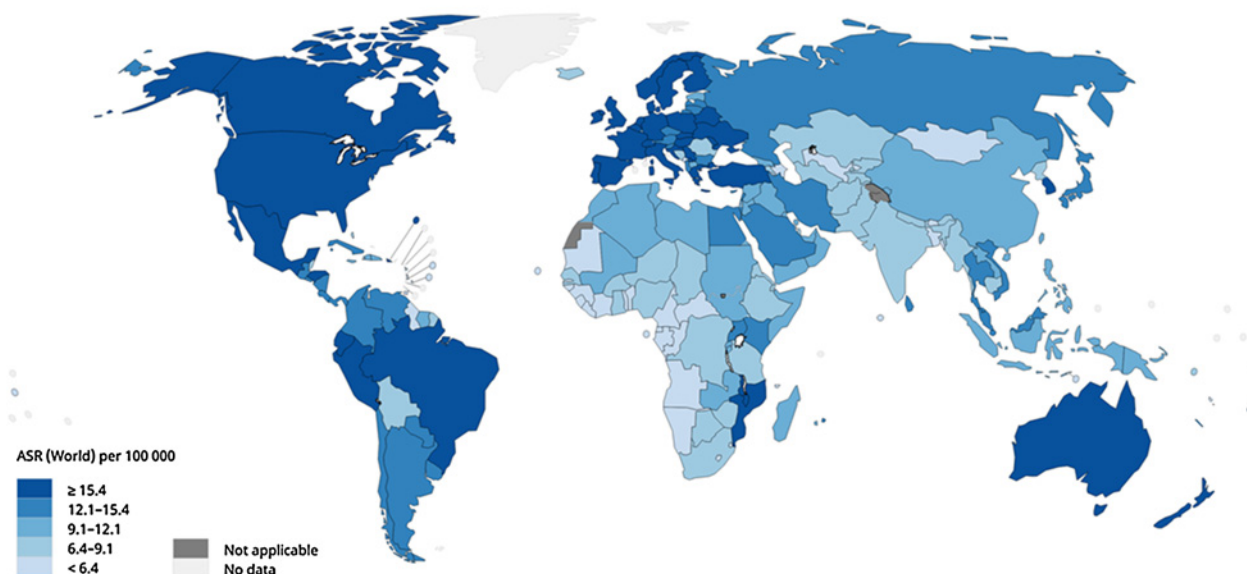 ASR (World) per 100 000
≥ 15.4
12.1–15.4
9.1–12.1
6.4–9.1
< 6.4
Not applicable
No data